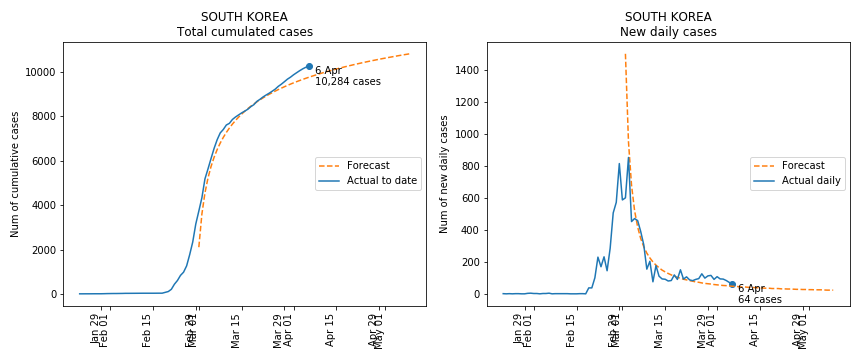 SOUTH KOREA
Total cumulated cases
Num of cumulative cases
10000
8000
6000
4000
2000
0
6 Apr
10,284 cases
Forecast
Actual to date
Jan 29
Feb 01
Feb 15
Mar 01
Mar 15
Mar 29
Apr 01
Apr 15
Apr 29
May 01
SOUTH KOREA
New daily cases
Num of new daily cases
1400
1200
1000
800
600
400
200
0
6 Apr
64 cases
Forecast
Actual daily
Jan 29
Feb 01
Feb 15
Mar 01
Mar 15
Mar 29
Apr 01
Apr 15
Apr 29
May 01